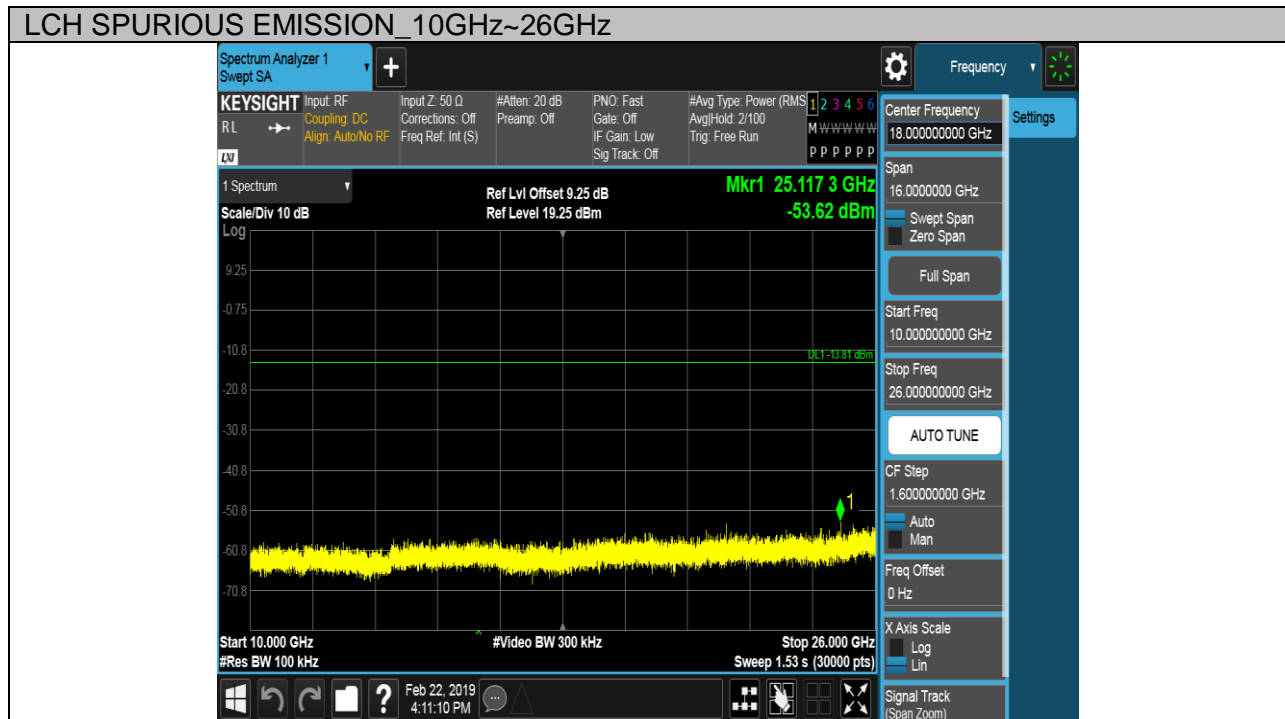 LCH SPURIOUS EMISSION_10GHz~26GHz
Spectrum Analyzer 1
Swept SA
+
Frequency
KEYSIGHT
RL
LXI
Input: RF
Coupling: DC
Align: Auto/No RF
Input Z: 50 Ω
Corrections: Off
Freq Ref: Int (S)
#Atten: 20 dB
Preamp: Off
PNO: Fast
Gate: Off
IF Gain: Low
Sig Track: Off
#Avg Type: Power (RMS
Avg|Hold: 2/100
Trig: Free Run
1 2 3 4 5 6
M W W W W W
P P P P P P
1 Spectrum
Scale/Div 10 dB
Ref Lvl Offset 9.25 dB
Ref Level 19.25 dBm
Mkr1 25.117 3 GHz
-53.62 dBm
Log
9.25
-0.75
-10.8
DL1 -13.81 dBm
-20.8
-30.8
-40.8
1
-50.8
-60.8
-70.8
Start 10.000 GHz
#Res BW 100 kHz
#Video BW 300 kHz
Stop 26.000 GHz
Sweep 1.53 s (30000 pts)
Center Frequency
18.000000000 GHz
Settings
Span
16.0000000 GHz
Swept Span
Zero Span
Full Span
Start Freq
10.000000000 GHz
Stop Freq
26.000000000 GHz
AUTO TUNE
CF Step
1.600000000 GHz
Auto
Man
Freq Offset
0 Hz
X Axis Scale
Log
Lin
Signal Track
(Span Zoom)
?
Feb 22, 2019
4:11:10 PM